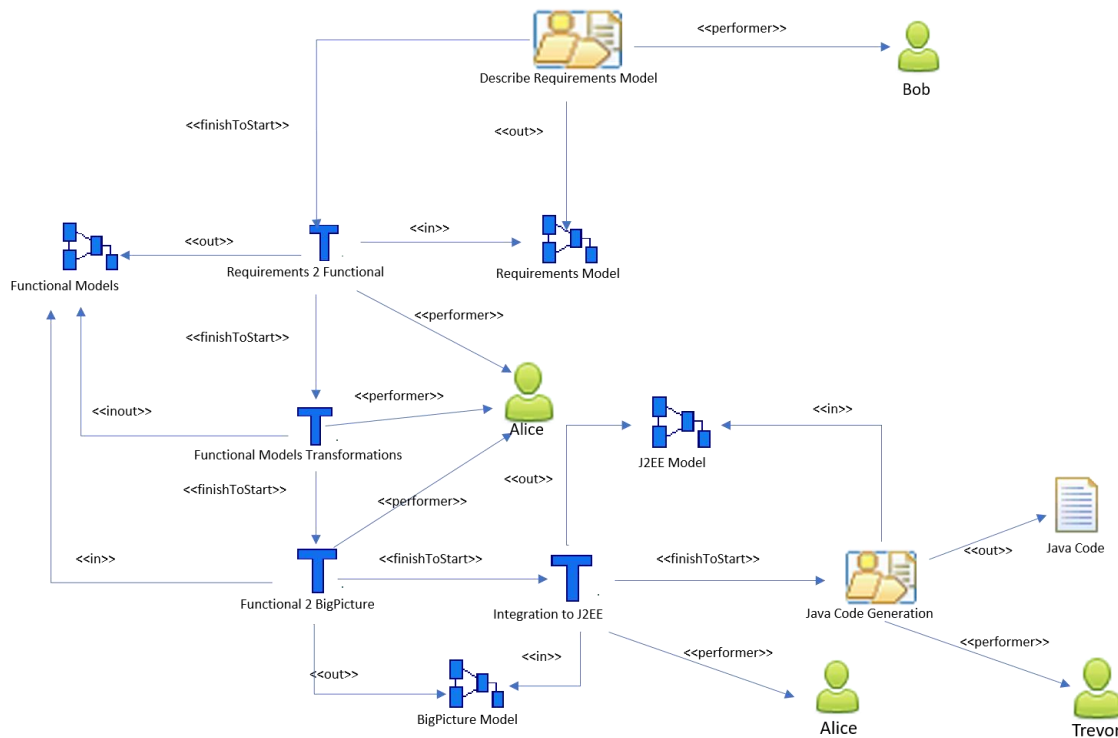 <<performer>>
Describe Requirements Model
Bob
<<finishToStart>>
<<out>>
<<out>>
<<in>>
Requirements 2 Functional
Requirements Model
Functional Models
<<performer>>
<<finishToStart>>
<<performer>>
<<inout>>
<<in>>
Alice
Functional Models Transformations
J2EE Model
<<finishToStart>>
<<out>>
<<performer>>
Java Code
<<in>>
<<finishToStart>>
<<finishToStart>>
<<out>>
Functional 2 BigPicture
Integration to J2EE
Java Code Generation
<<performer>>
<<performer>>
<<in>>
<<out>>
BigPicture Model
Alice
Trevor